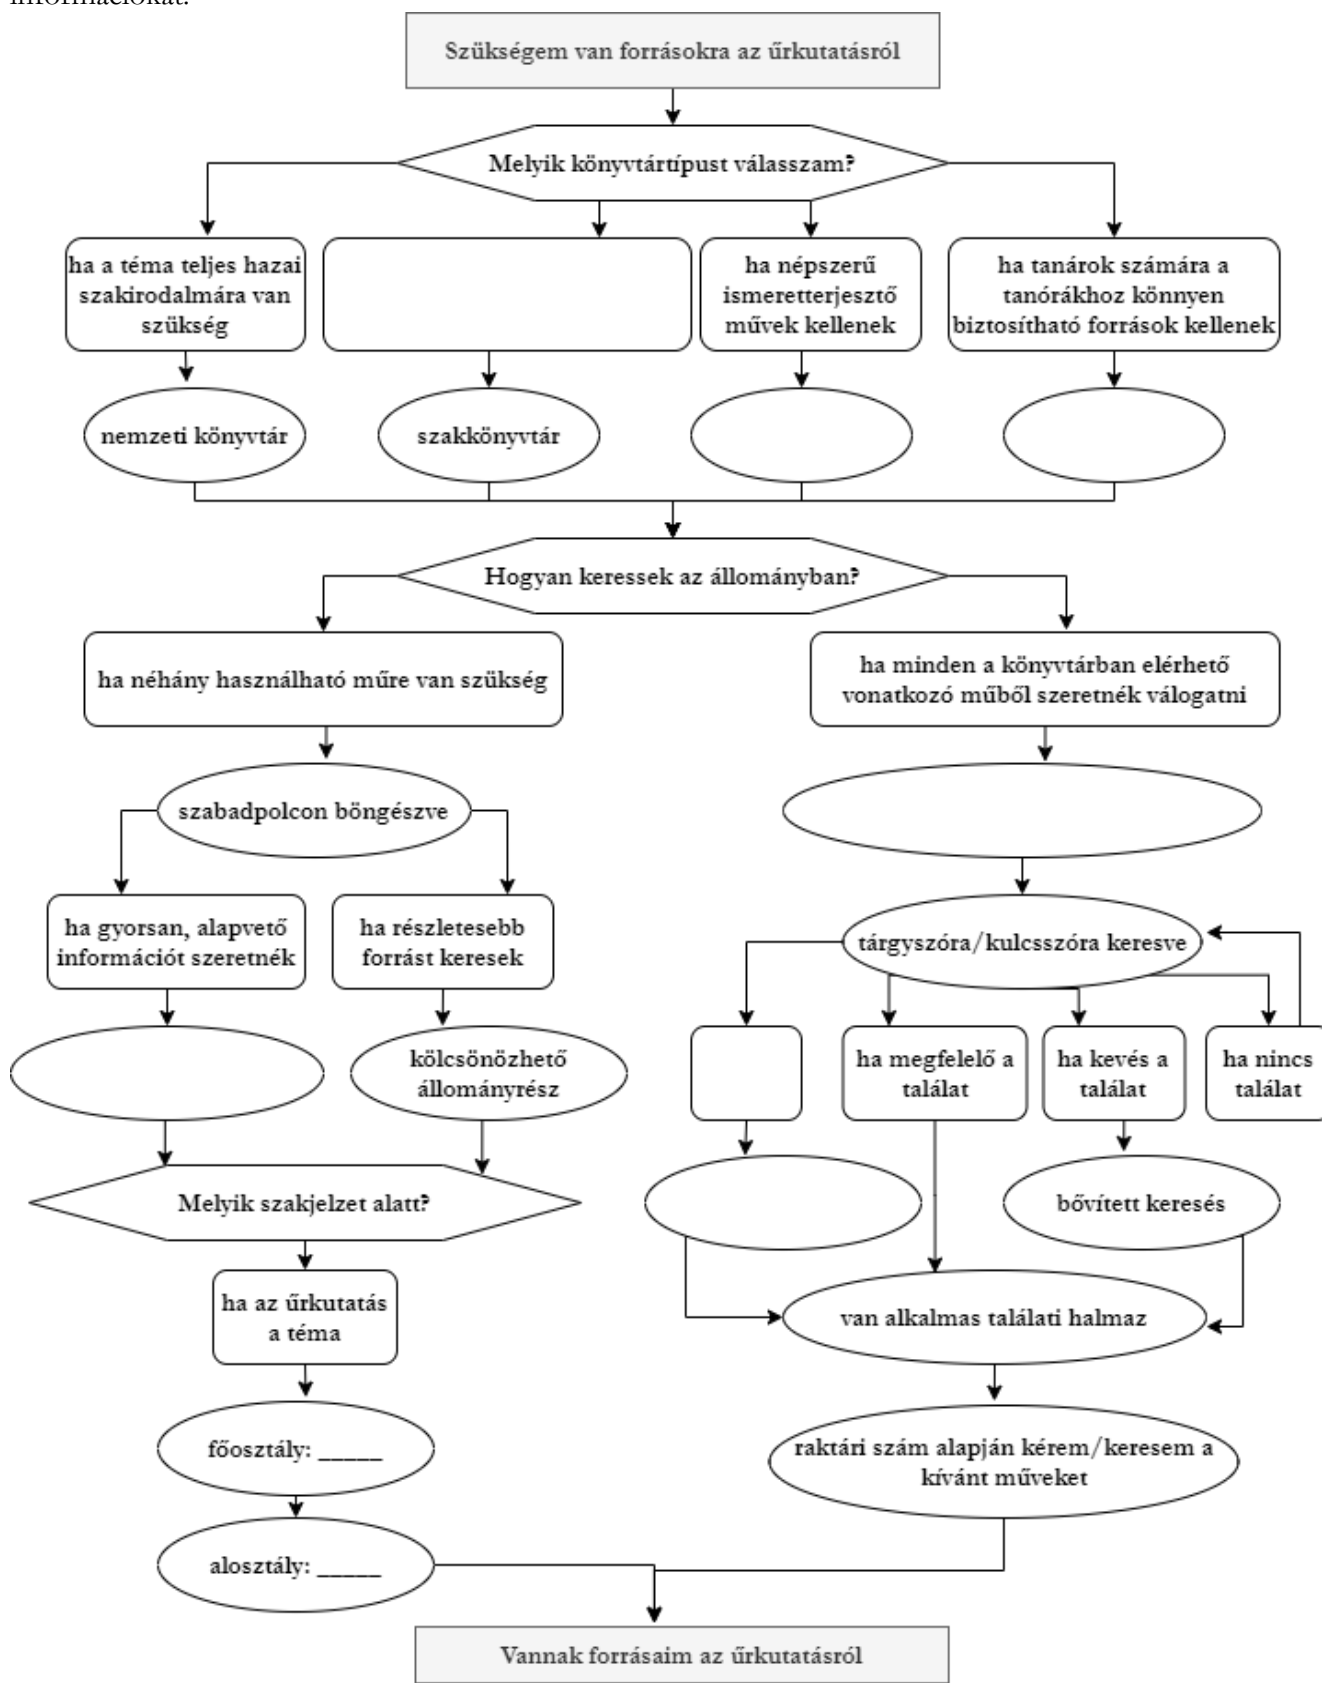 információkat.
Szükségem van forrásokra az űrkutatásról
Melyik könyvtártípust válasszam?
ha a téma teljes hazai
szakirodalmára van
szükség
ha népszerű
ismeretterjesztő
művek kellenek
ha tanárok számára a
tanórákhoz könnyen
biztosítható források kellenek
nemzeti könyvtár
szakkönyvtár
Hogyan keressek az állományban?
ha néhány használható műre van szükség
ha minden a könyvtárban elérhető
vonatkozó műből szeretnék válogatni
szabadpolcon böngészve
ha gyorsan, alapvető
információt szeretnék
ha részletesebb
forrást keresek
tárgyszóra/kulcsszóra keresve
kölcsönözhető
állományrész
ha megfelelő a
találat
ha kevés a
találat
ha nincs
találat
Melyik szakjelzet alatt?
bővített keresés
ha az űrkutatás
a téma
van alkalmas találati halmaz
főosztály: _____
raktári szám alapján kérem/keresem a
kívánt műveket
alosztály: _____
Vannak forrásaim az űrkutatásról